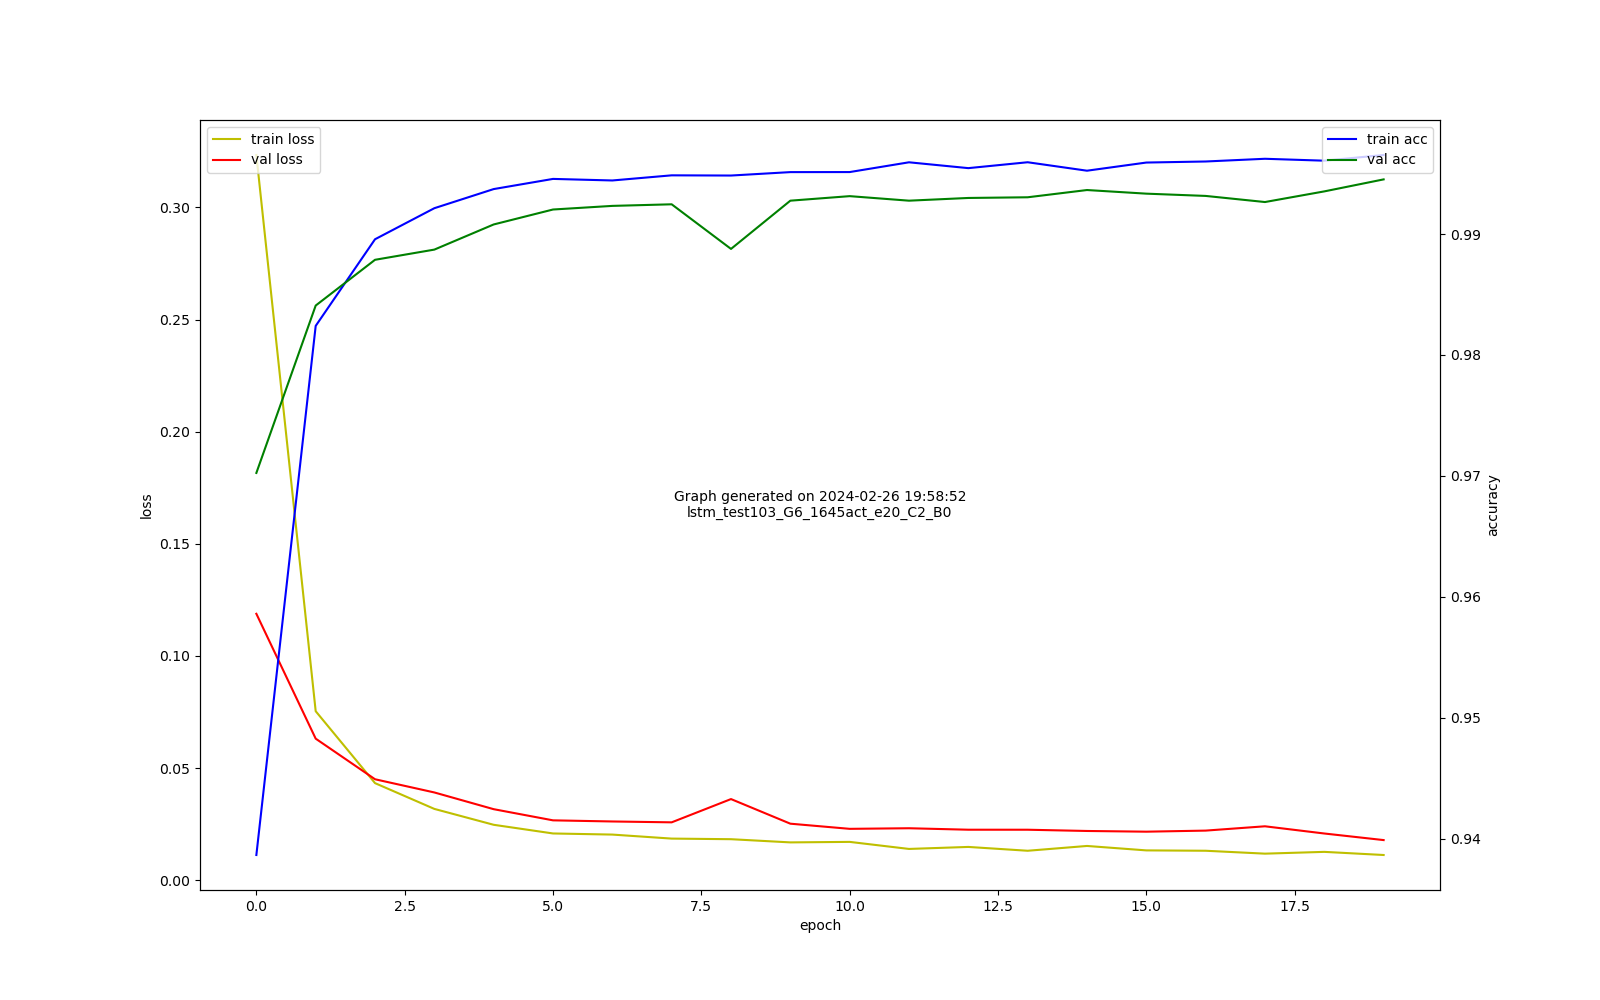 train loss
val loss
train acc
val acc
0.30
0.25
0.20
0.15
0.10
0.05
0.00
loss
0.99
0.98
0.97
0.96
0.95
0.94
accuracy
Graph generated on 2024-02-26 19:58:52
lstm_test103_G6_1645act_e20_C2_B0
0.0 2.5 5.0 7.5 10.0 12.5 15.0 17.5
epoch